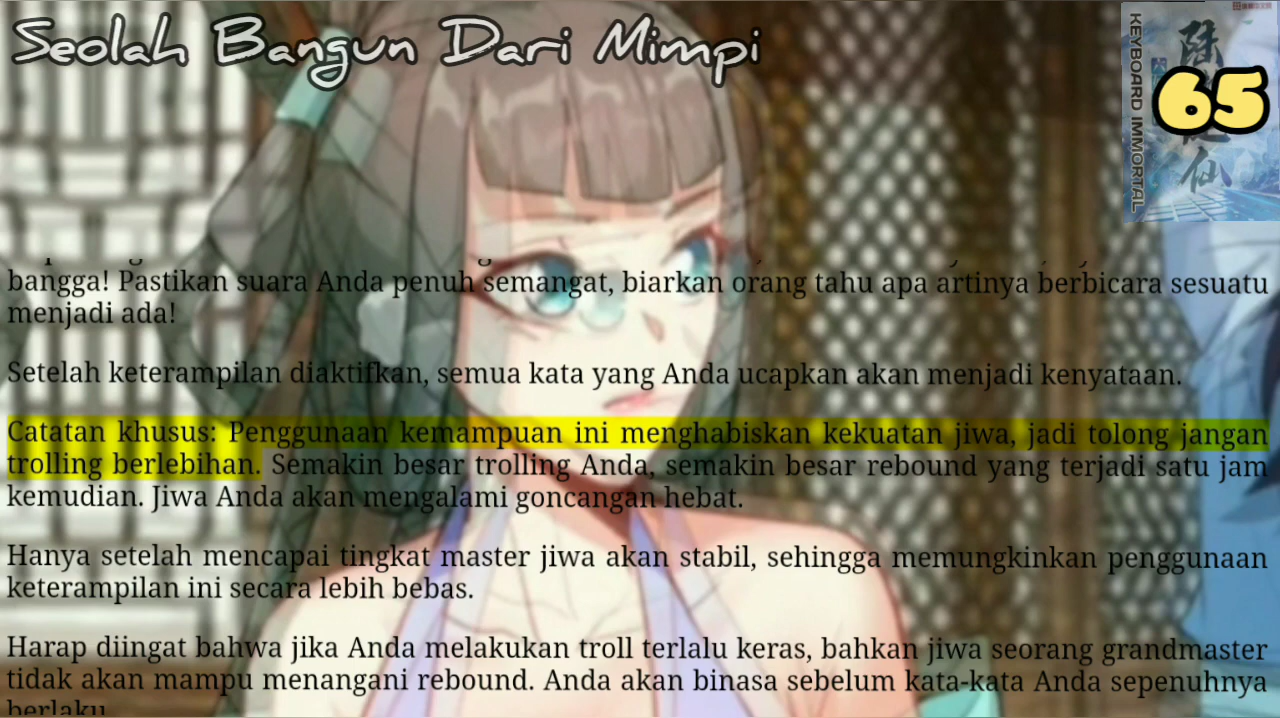 Seolah Bangun Dari Mimpi
KEYBOARD IMMORTAL
65
仙
bangga! Pastikan suara Anda penuh semangat, biarkan orang tahu apa artinya berbicara sesuatu
menjadi ada!
Setelah keterampilan diaktifkan, semua kata yang Anda ucapkan akan menjadi kenyataan.
Catatan khusus: Penggunaan kemampuan ini menghabiskan kekuatan jiwa, jadi tolong jangan
trolling berlebihan. Semakin besar trolling Anda, semakin besar rebound yang terjadi satu jam
kemudian. Jiwa Anda akan mengalami goncangan hebat.
Hanya setelah mencapai tingkat master jiwa akan stabil, sehingga memungkinkan penggunaan
keterampilan ini secara lebih bebas.
Harap diingat bahwa jika Anda melakukan troll terlalu keras, bahkan jiwa seorang grandmaster
tidak akan mampu menangani rebound. Anda akan binasa sebelum kata-kata Anda sepenuhnya
berlaku